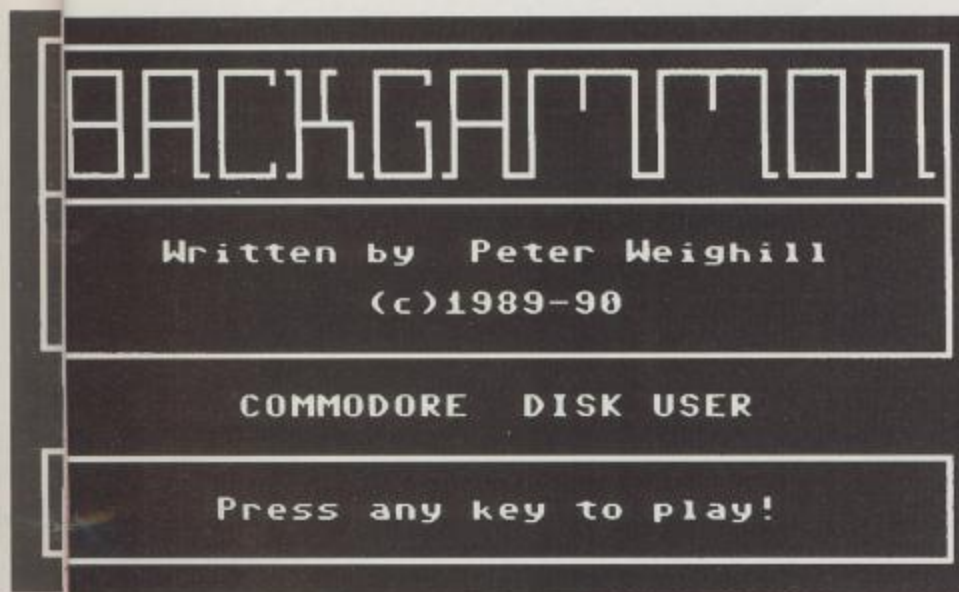 BACKGAMMON
Written by Peter Weighill
(c)1989-90
COMMODORE DISK USER
Press any key to play!